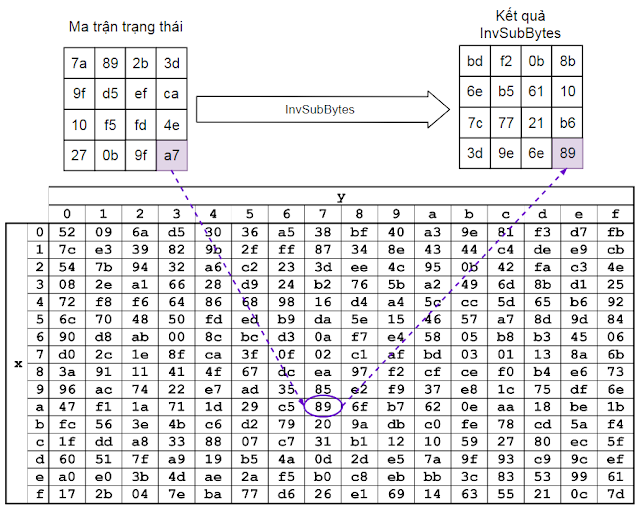 Ma trận trạng thái
Kết quả
InvSubBytes
7a 89 2b 3d
9f d5 ef ca
10 f5 fd 4e
27 0b 9f a7
InvSubBytes
bd f2 0b 8b
6e b5 61 10
7c 77 21 b6
3d 9e 6e 89
y
0 1 2 3 4 5 6 7 8 9 a b c d e f
x
0 52 09 6a d5 30 36 a5 38 bf 40 a3 9e 81 f3 d7 fb
1 7c e3 39 82 9b 2f ff 87 34 8e 43 44 c4 de e9 cb
2 54 7b 94 32 a6 c2 23 3d ee 4c 95 0b 42 fa c3 4e
3 08 2e a1 66 28 d9 24 b2 76 5b a2 49 6d 8b d1 25
4 72 f8 f6 64 86 68 98 16 d4 a4 5c cc 5d 65 b6 92
5 6c 70 48 50 fd ed b9 da 5e 15 46 57 a7 8d 9d 84
6 90 d8 ab 00 8c bc d3 0a f7 e4 58 05 b8 b3 45 06
7 d0 2c 1e 8f ca 3f 0f 02 c1 af bd 03 01 13 8a 6b
8 3a 91 11 41 4f 67 dc ea 97 f2 cf ce f0 b4 e6 73
9 96 ac 74 22 e7 ad 35 85 e2 f9 37 e8 1c 75 df 6e
a 47 f1 1a 71 1d 29 c5 89 6f b7 62 0e aa 18 be 1b
b fc 56 3e 4b c6 d2 79 20 9a db c0 fe 78 cd 5a f4
c 1f dd a8 33 88 07 c7 31 b1 12 10 59 27 80 ec 5f
d 60 51 7f a9 19 b5 4a 0d 2d e5 7a 9f 93 c9 9c ef
e a0 e0 3b 4d ae 2a f5 b0 c8 eb bb 3c 83 53 99 61
f 17 2b 04 7e ba 77 d6 26 e1 69 14 63 55 21 0c 7d